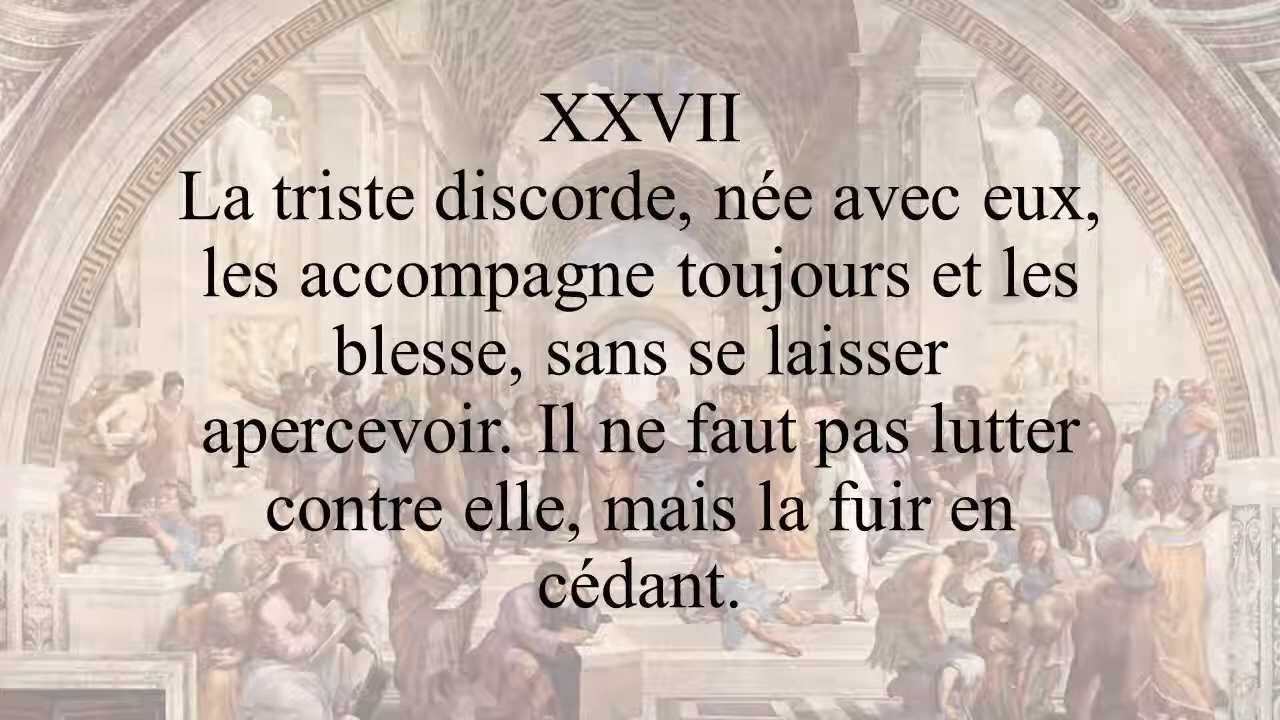 XXVII
La triste discorde, née avec eux,
les accompagne toujours et les
blesse, sans se laisser
apercevoir. Il ne faut pas lutter
contre elle, mais la fuir en
cédant.